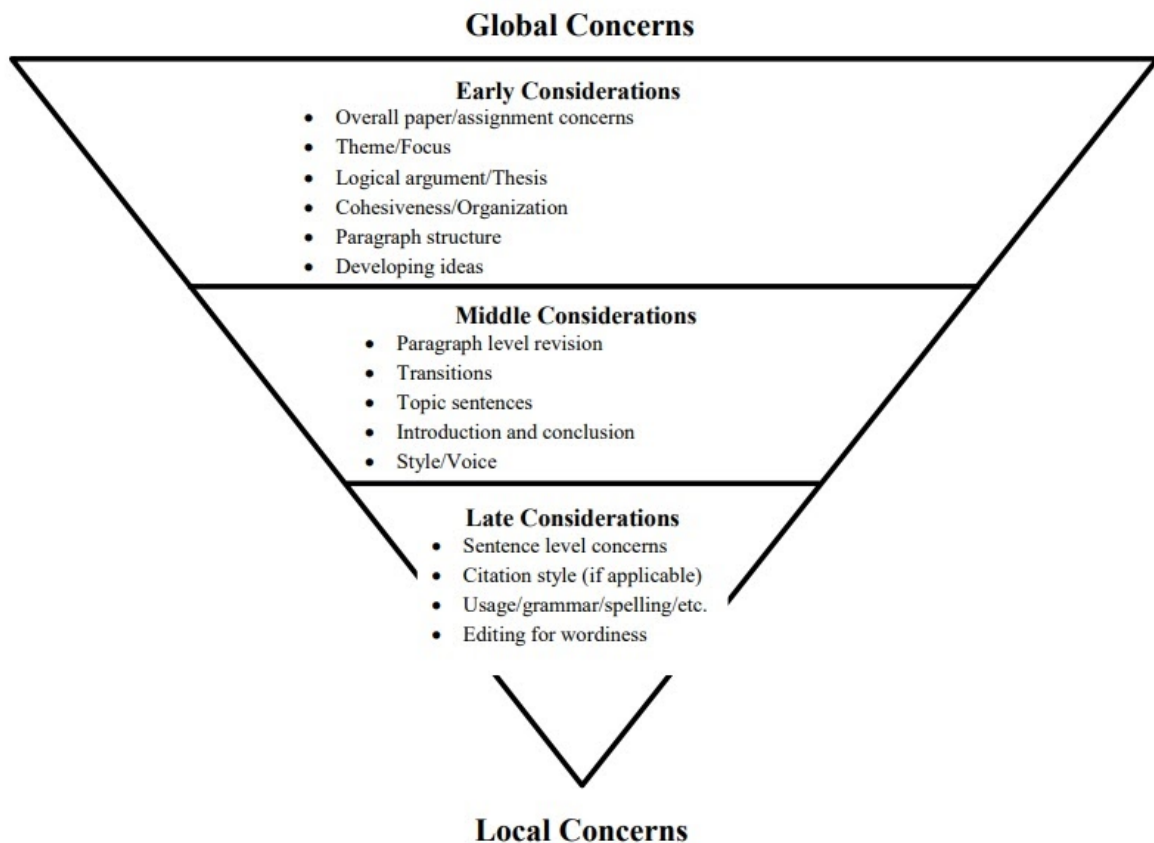 Global Concerns
Early Considerations
• Overall paper/assignment concerns
• Theme/Focus
• Logical argument/Thesis
• Cohesiveness/Organization
• Paragraph structure
• Developing ideas
Middle Considerations
• Paragraph level revision
• Transitions
• Topic sentences
• Introduction and conclusion
• Style/Voice
Late Considerations
• Sentence level concerns
• Citation style (if applicable)
• Usage/grammar/spelling/etc.
• Editing for wordiness
Local Concerns